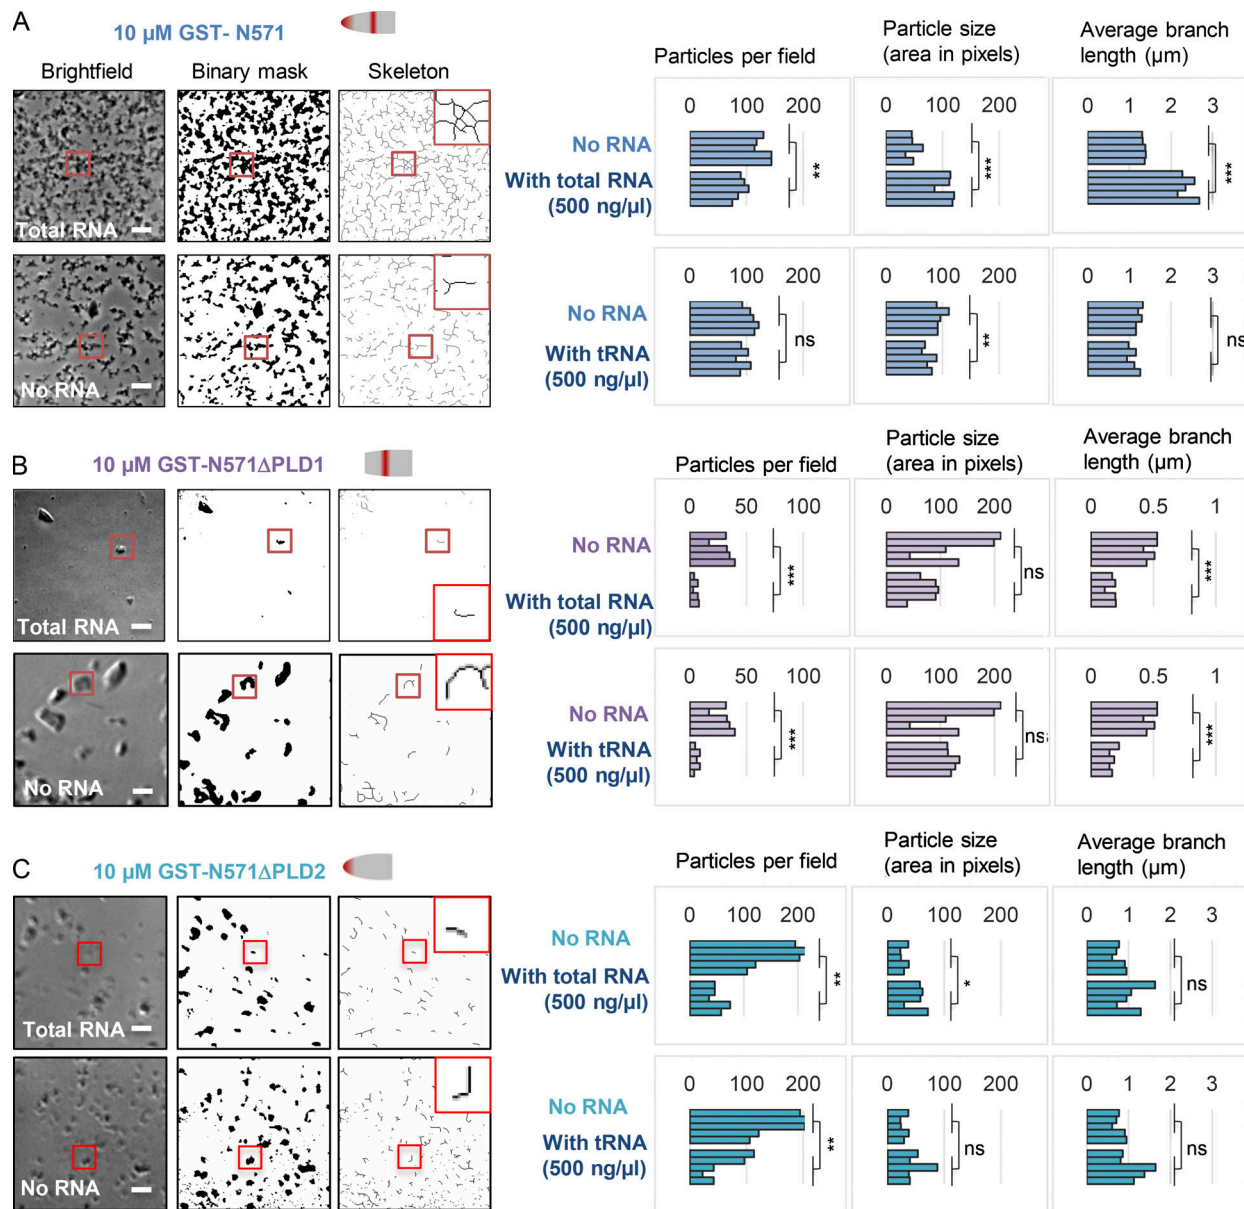 A
10 µM GST- N571
Brightfield
Binary mask
Skeleton
Total RNA
No RNA
Particles per field
Particle size
(area in pixels)
Average branch
length (µm)
0 100 200
0 100 200
0 1 2 3
No RNA
With total RNA
(500 ng/µl)
**
***
***
0 100 200
0 100 200
0 1 2 3
No RNA
With tRNA
(500 ng/µl)
ns
**
ns
B
10 µM GST-N571ΔPLD1
Total RNA
No RNA
Particles per field
Particle size
(area in pixels)
Average branch
length (µm)
0 50 100
0 100 200
0 0.5 1
No RNA
With total RNA
(500 ng/µl)
***
ns
***
0 50 100
0 100 200
0 0.5 1
No RNA
With tRNA
(500 ng/µl)
***
ns
***
C
10 µM GST-N571ΔPLD2
Total RNA
No RNA
Particles per field
Particle size
(area in pixels)
Average branch
length (µm)
0 100 200
0 100 200
0 1 2 3
No RNA
With total RNA
(500 ng/µl)
**
*
ns
0 100 200
0 100 200
0 1 2 3
No RNA
With tRNA
(500 ng/µl)
**
ns
ns